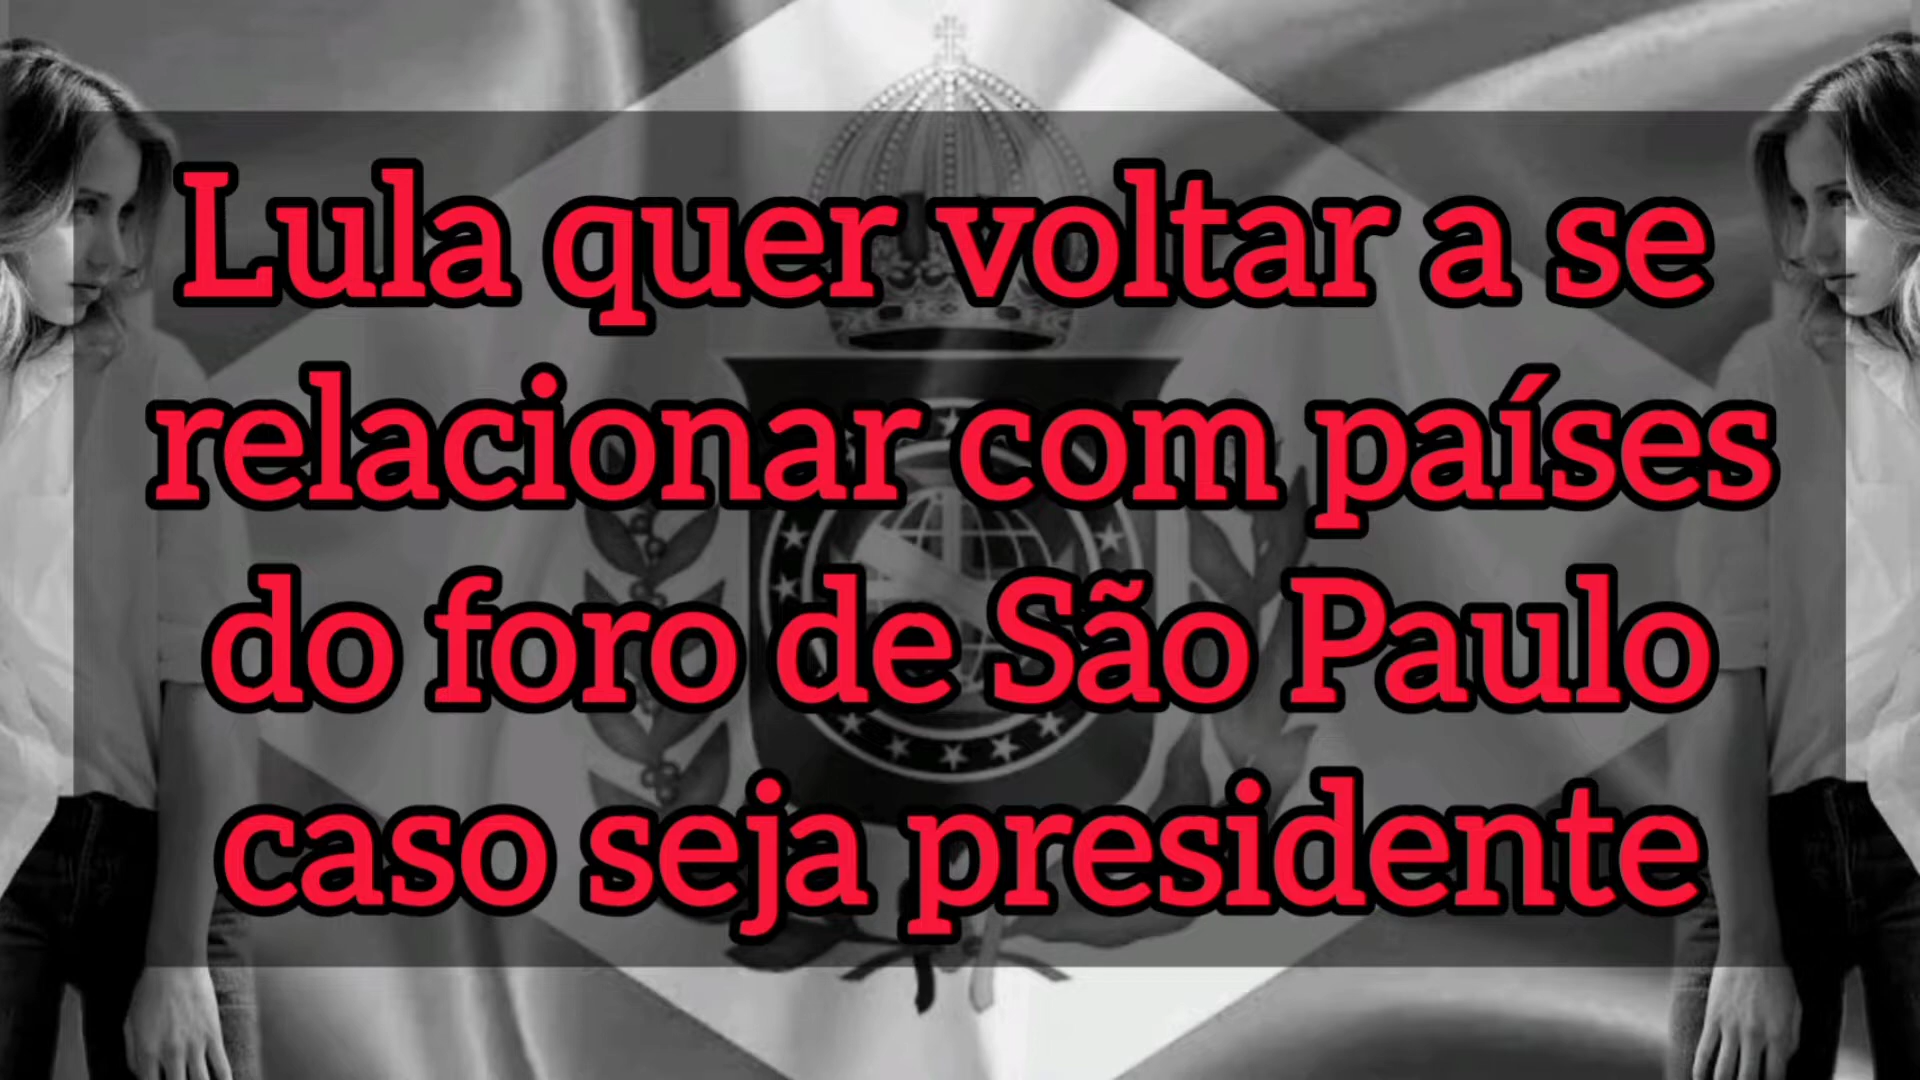 Lula quer voltar a se
relacionar com países
do foro de São Paulo
caso seja presidente